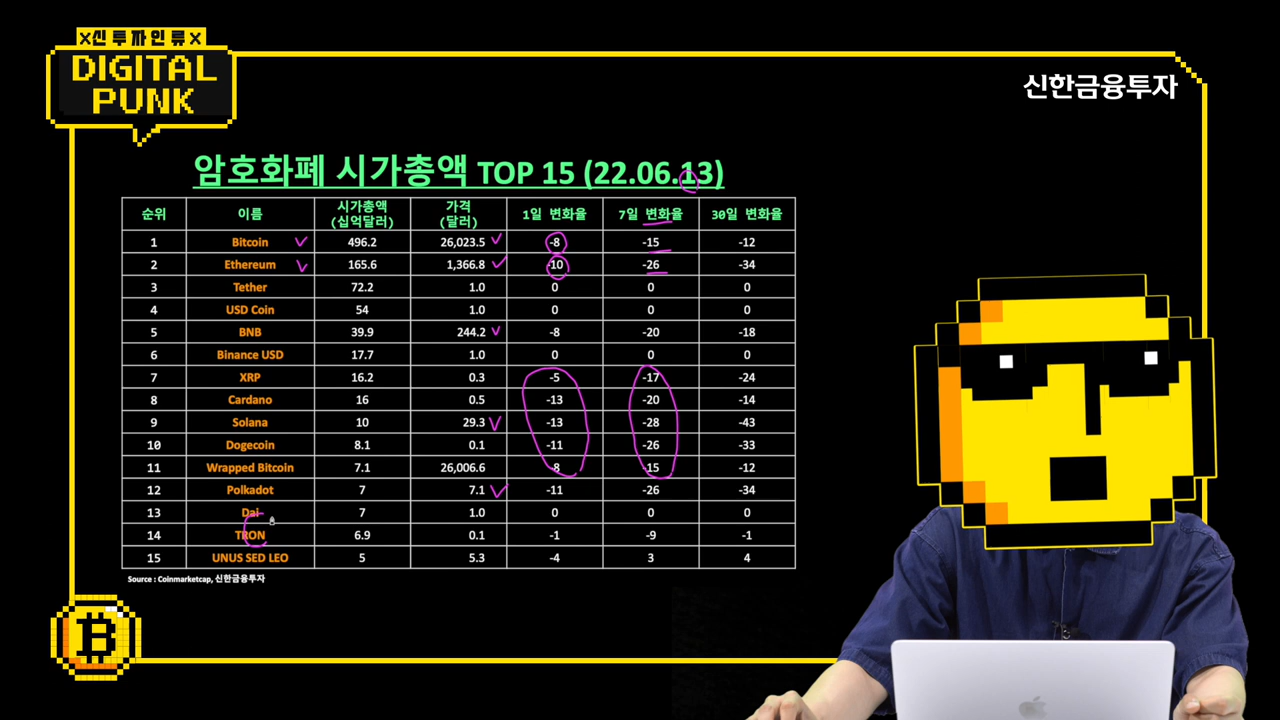 x신 투자 인 류x
DIGITAL
PUNK
신한금융투자
암호화폐 시가총액 TOP 15 (22.06.13)
순위 이름 시가총액 (십억달러) 가격 (달러) 1일 변화율 7일 변화율 30일 변화율
1 Bitcoin 496.2 26,023.5 -8 -15 -12
2 Ethereum 165.6 1,366.8 -10 -26 -34
3 Tether 72.2 1.0 0 0 0
4 USD Coin 54 1.0 0 0 0
5 BNB 39.9 244.2 -8 -20 -18
6 Binance USD 17.7 1.0 0 0 0
7 XRP 16.2 0.3 -5 -17 -24
8 Cardano 16 0.5 -13 -20 -14
9 Solana 10 29.3 -13 -28 -43
10 Dogecoin 8.1 0.1 -11 -26 -33
11 Wrapped Bitcoin 7.1 26,006.6 -8 -15 -12
12 Polkadot 7 7.1 -11 -26 -34
13 Dai 7 1.0 0 0 0
14 TRON 6.9 0.1 -1 -9 -1
15 UNUS SED LEO 5 5.3 -4 3 4
Source : Coinmarketcap, 신한금융투자